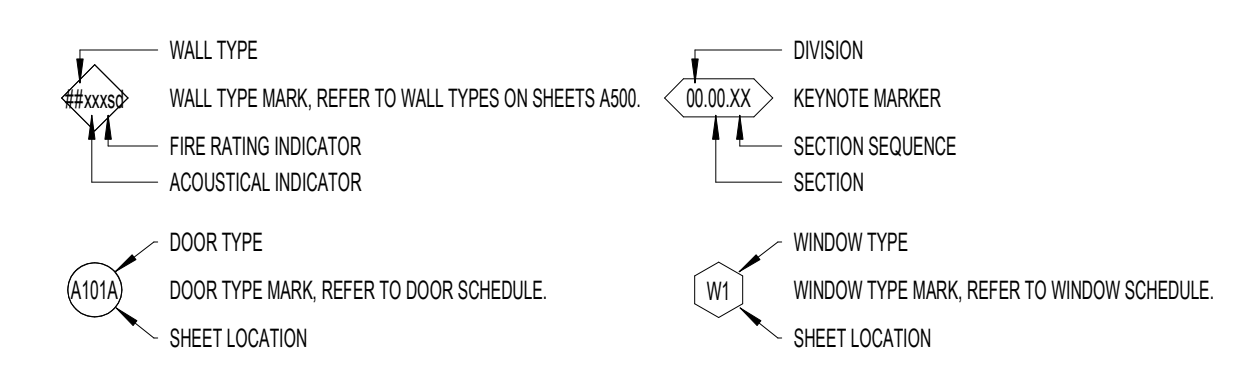 WALL TYPE
##xxxsd
WALL TYPE MARK, REFER TO WALL TYPES ON SHEETS A500.
FIRE RATING INDICATOR
ACOUSTICAL INDICATOR
DIVISION
00.00.XX
KEYNOTE MARKER
SECTION SEQUENCE
SECTION
DOOR TYPE
A101A
DOOR TYPE MARK, REFER TO DOOR SCHEDULE.
SHEET LOCATION
WINDOW TYPE
W1
WINDOW TYPE MARK, REFER TO WINDOW SCHEDULE.
SHEET LOCATION